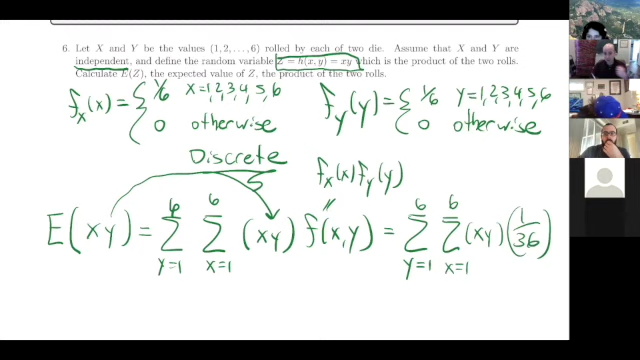 6. Let X and Y be the values (1, 2, . . . , 6) rolled by each of two die. Assume that X and Y are
independent, and define the random variable Z = h(x, y) = xy which is the product of the two rolls.
Calculate E(Z), the expected value of Z, the product of the two rolls.
f_X(x) = { 1/6 x=1,2,3,4,5,6
0 otherwise
f_Y(y) = { 1/6 y=1,2,3,4,5,6
0 otherwise
Discrete
f_X(x) f_Y(y)
E(xy) = Σ_{y=1}^{6} Σ_{x=1}^{6} (xy) f(x,y) = Σ_{y=1}^{6} Σ_{x=1}^{6} (xy) (1/36)